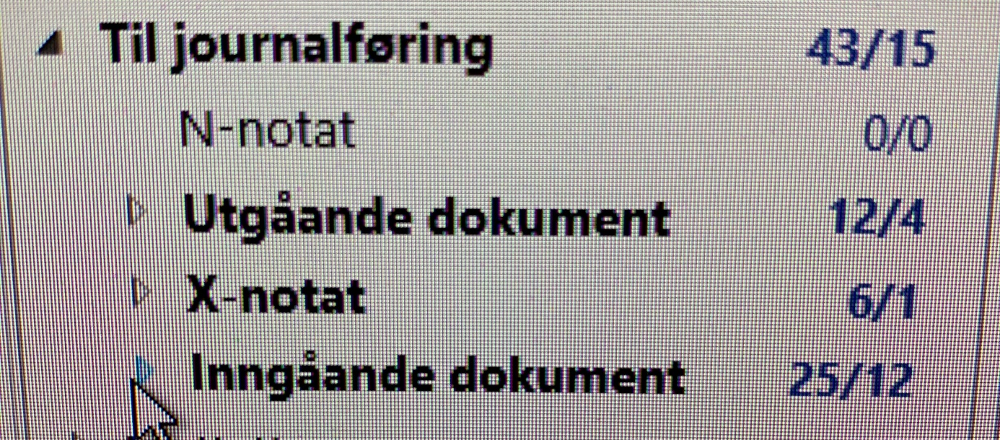 Til journalføring 43/15
N-notat 0/0
Utgåande dokument 12/4
X-notat 6/1
Inngåande dokument 25/12